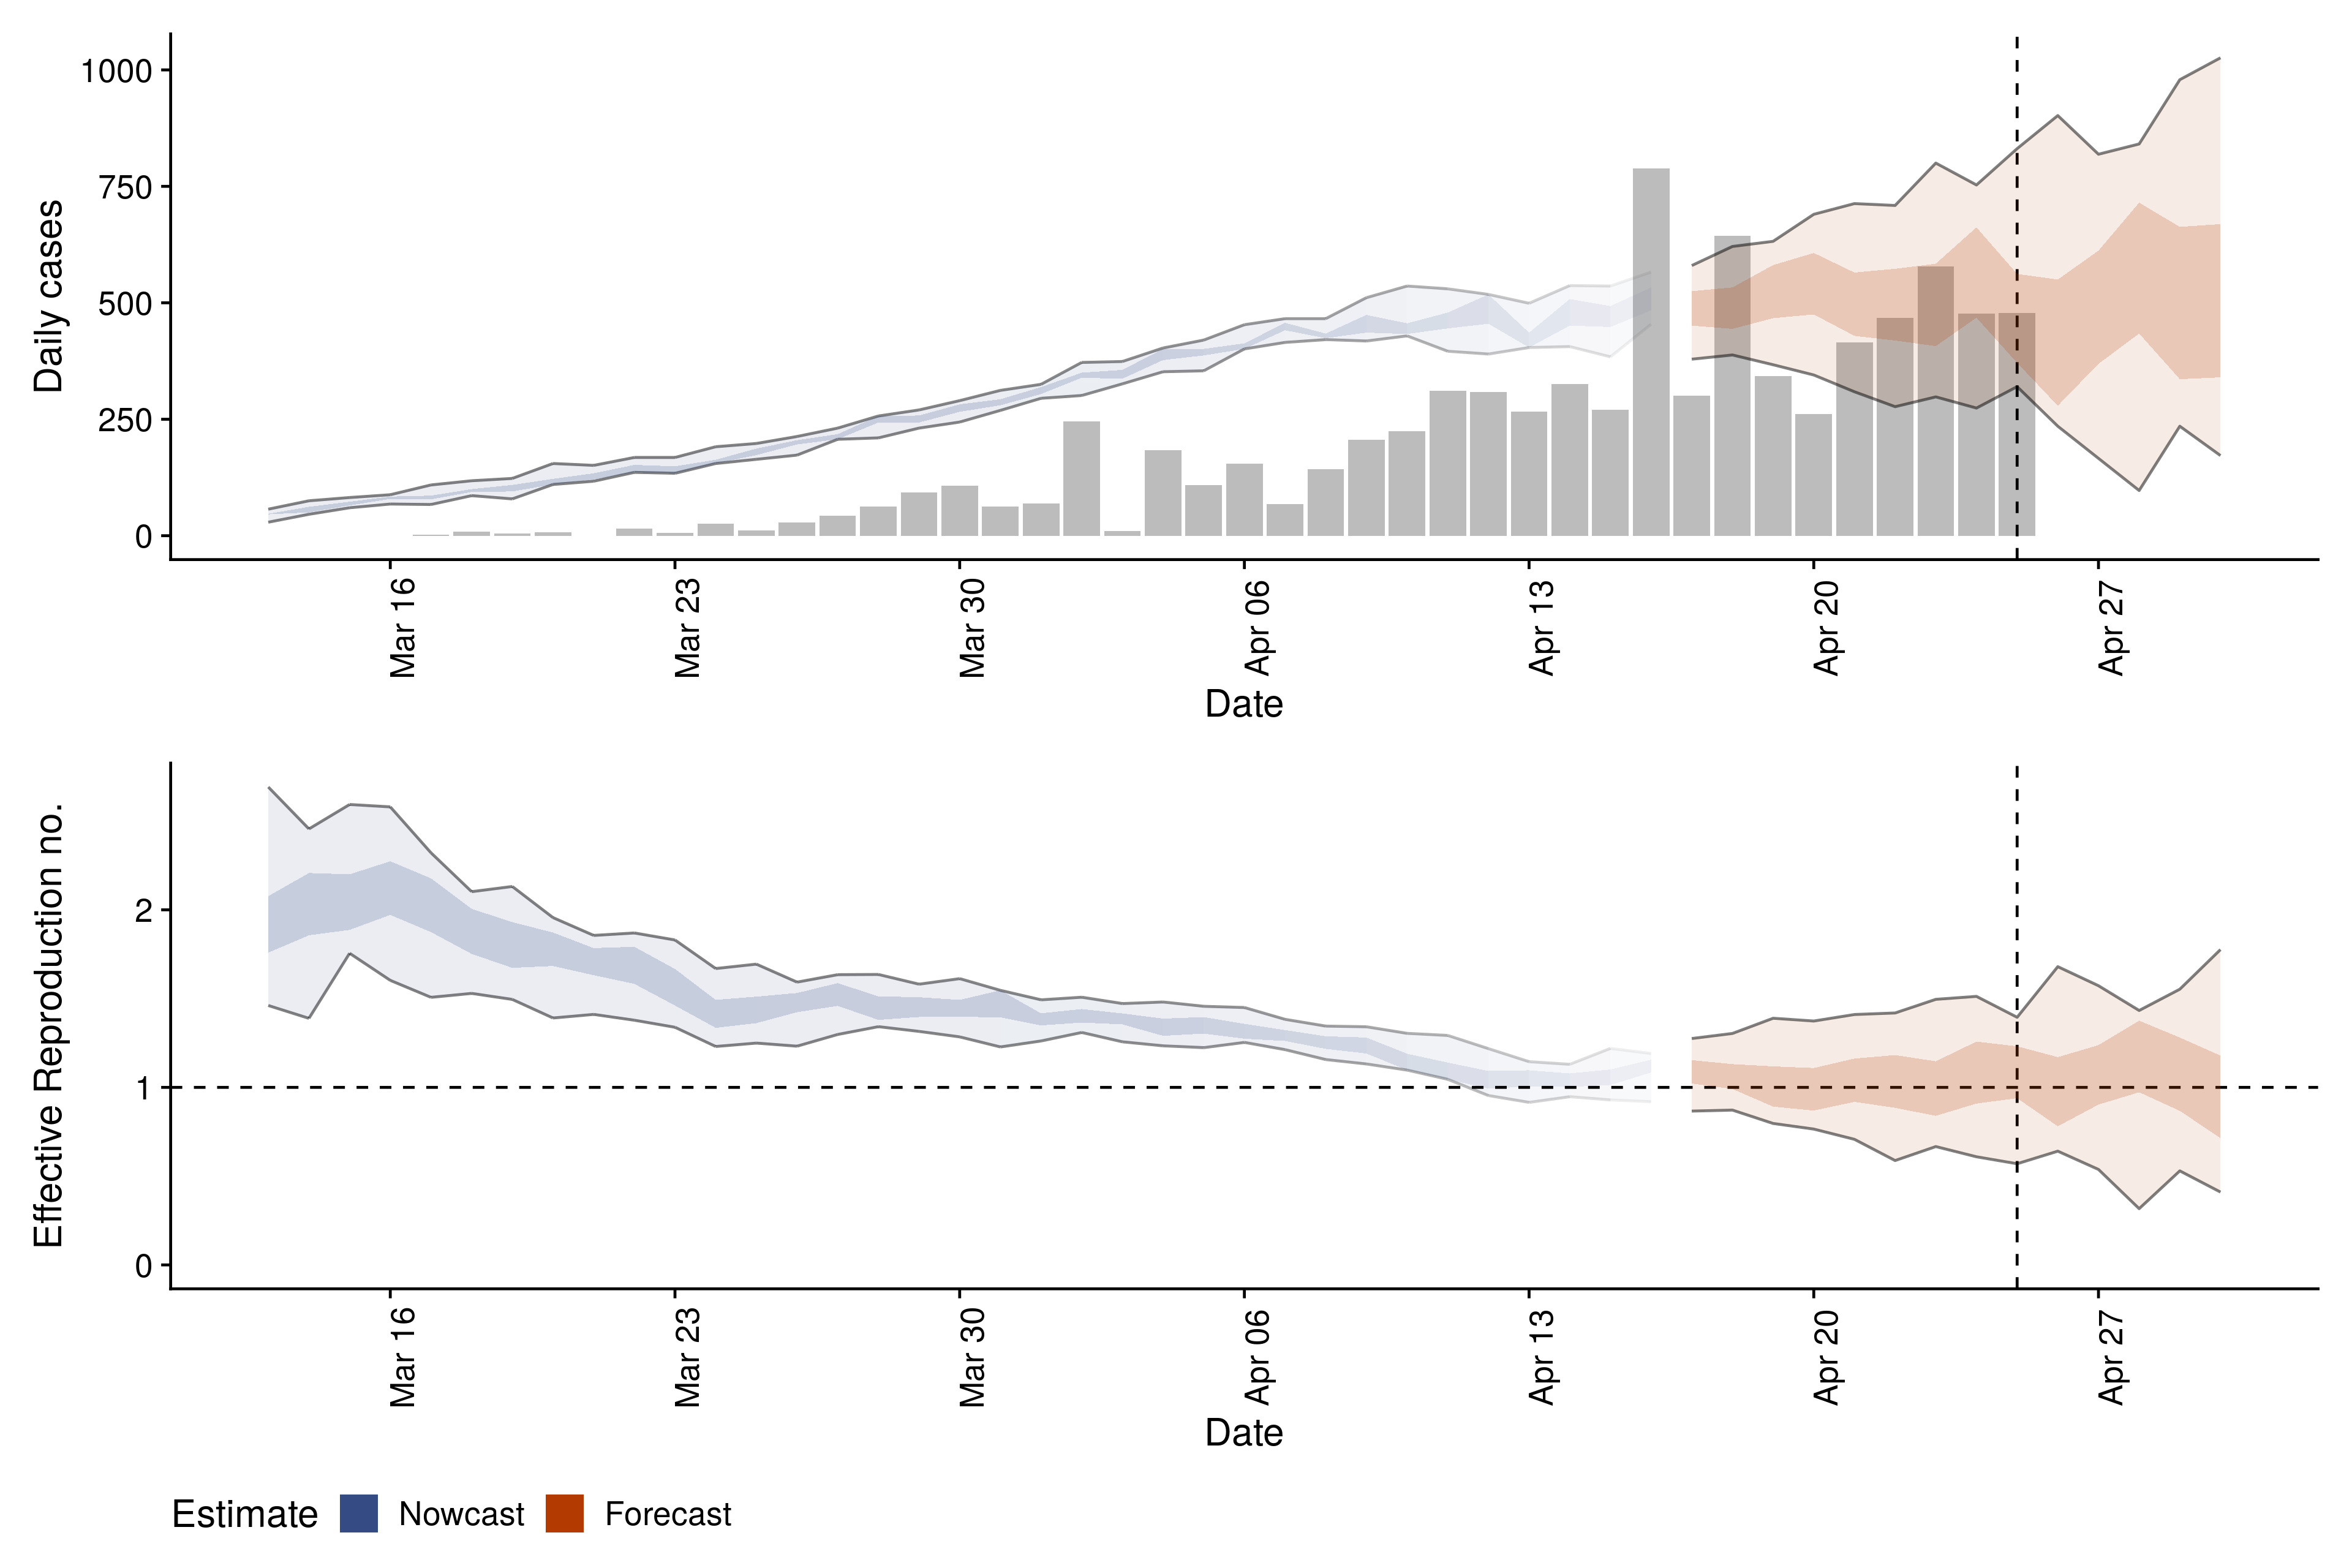 Daily cases
1000
750
500
250
0
Mar 16
Mar 23
Mar 30
Apr 06
Apr 13
Apr 20
Apr 27
Date
Effective Reproduction no.
2
1
0
Mar 16
Mar 23
Mar 30
Apr 06
Apr 13
Apr 20
Apr 27
Date
Estimate Nowcast Forecast